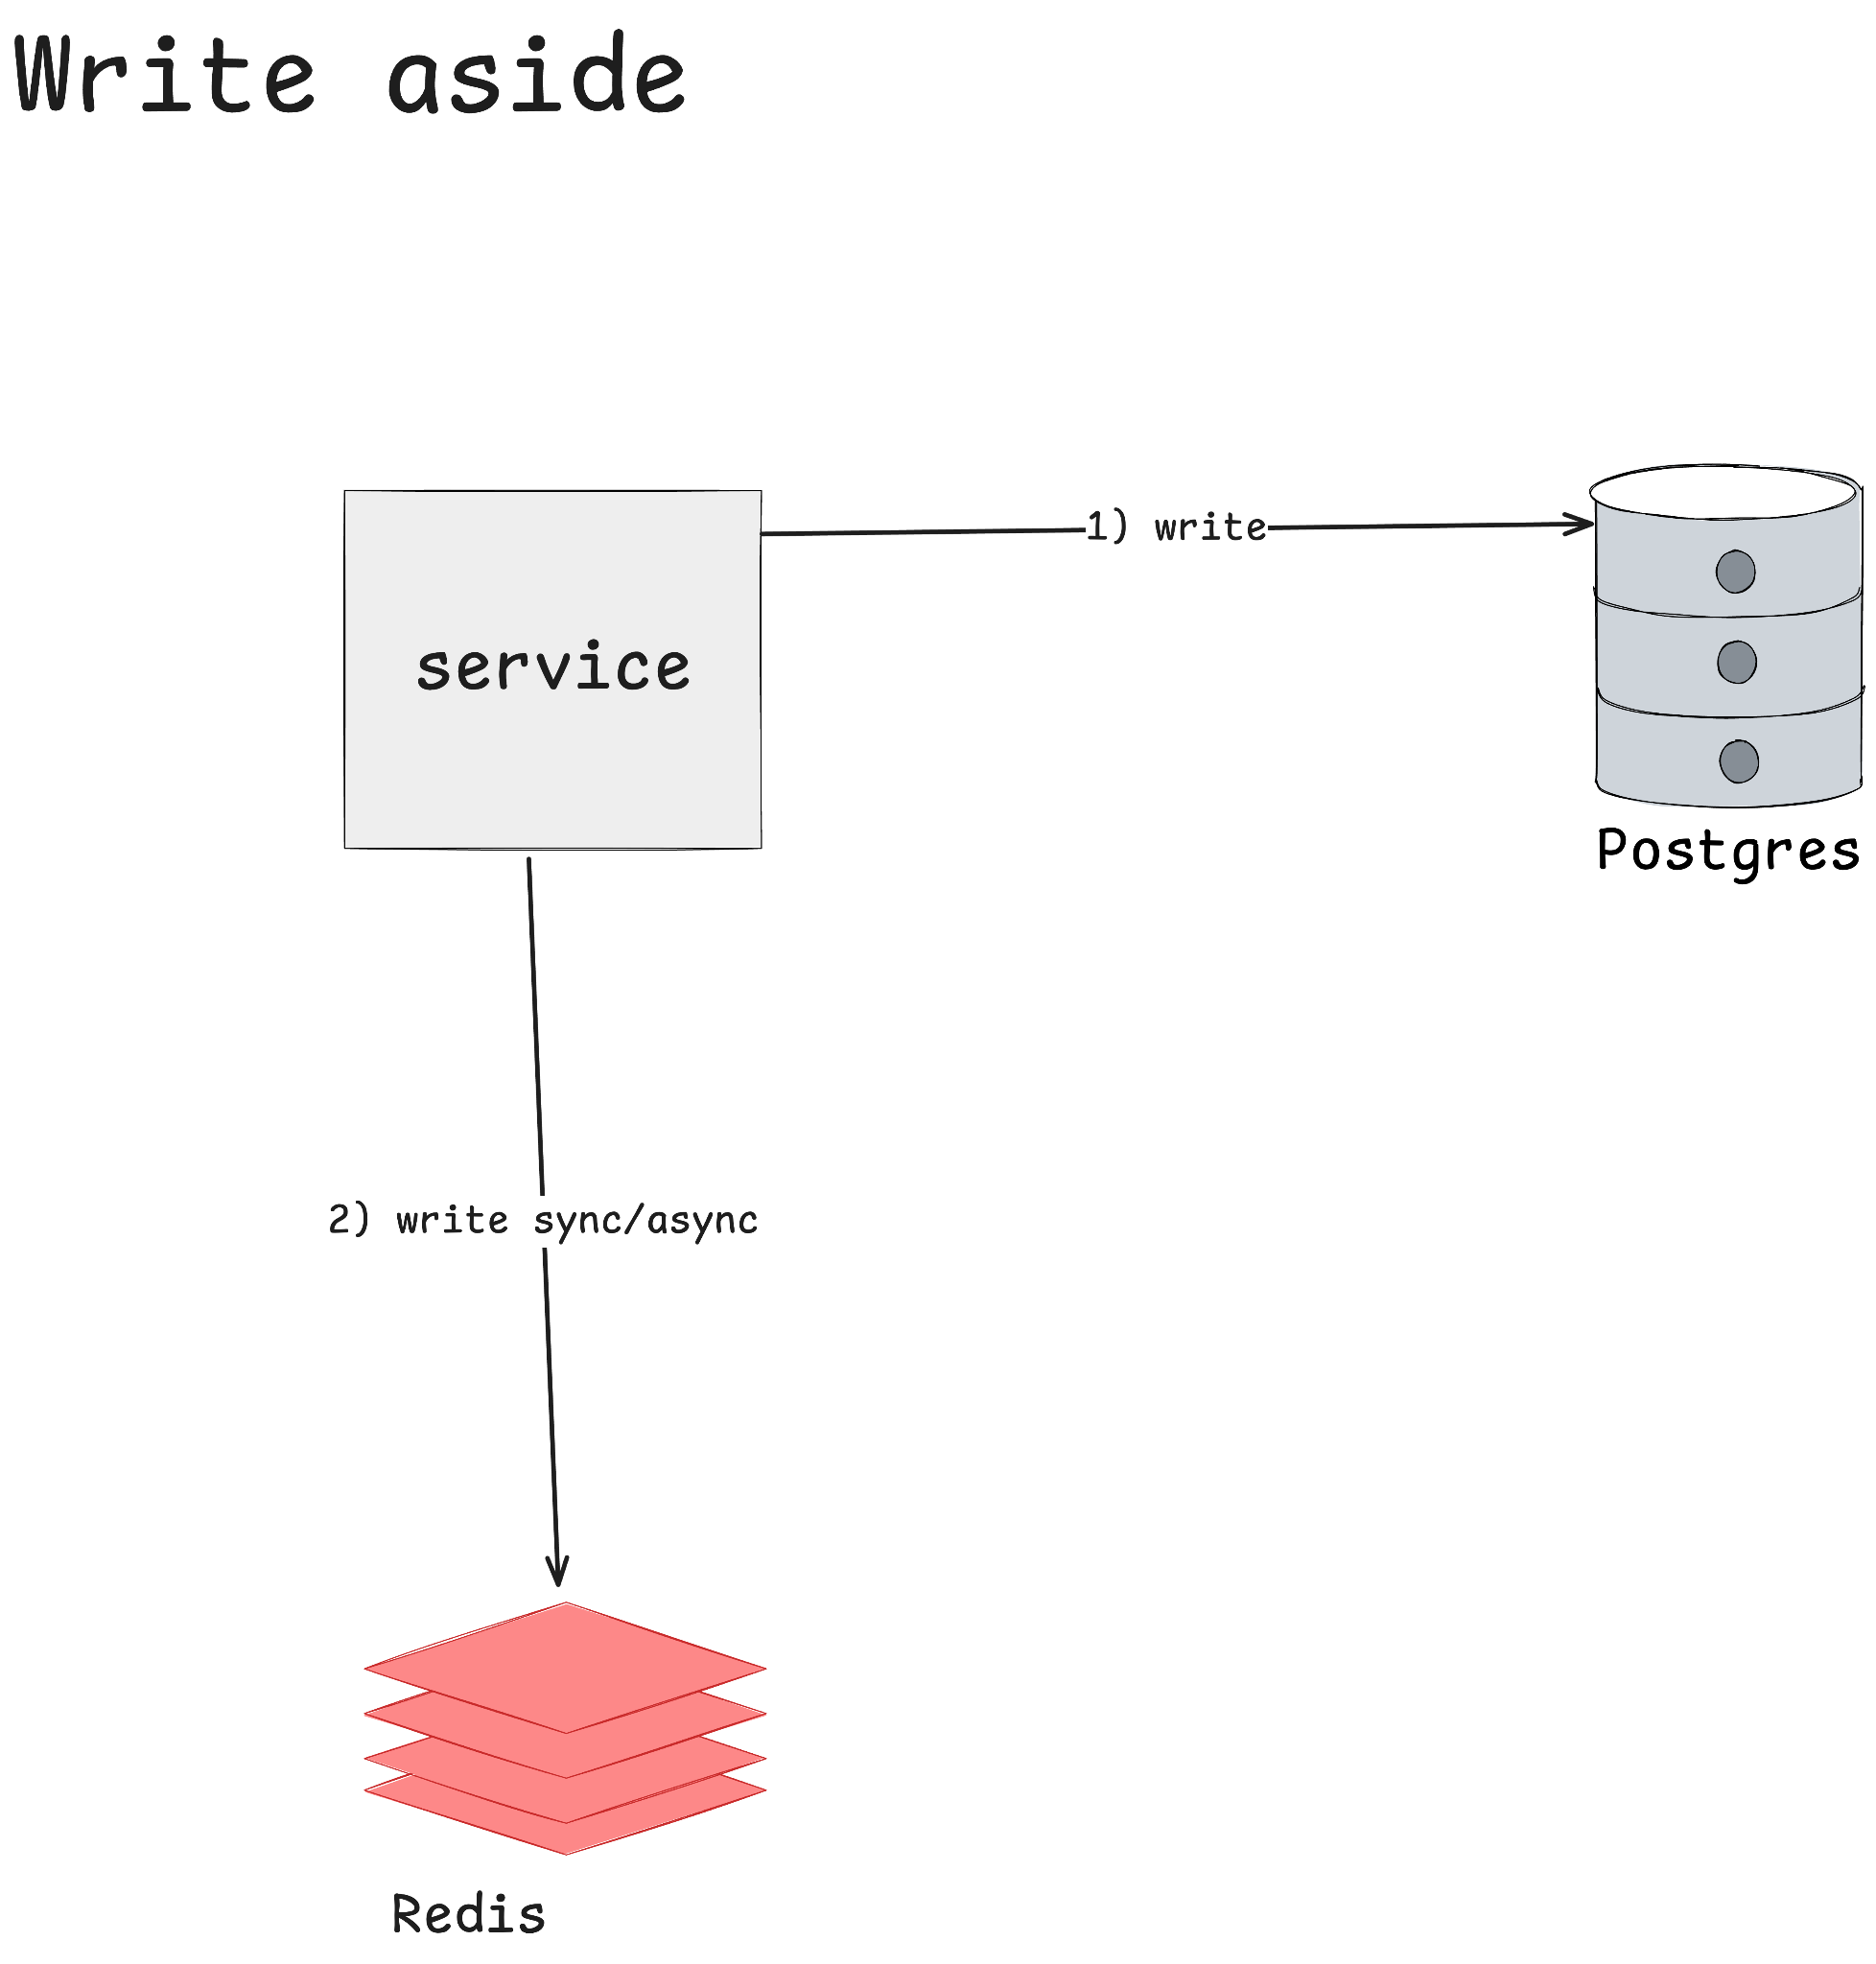 Write aside
1) write
service
Postgres
2) write sync/async
Redis